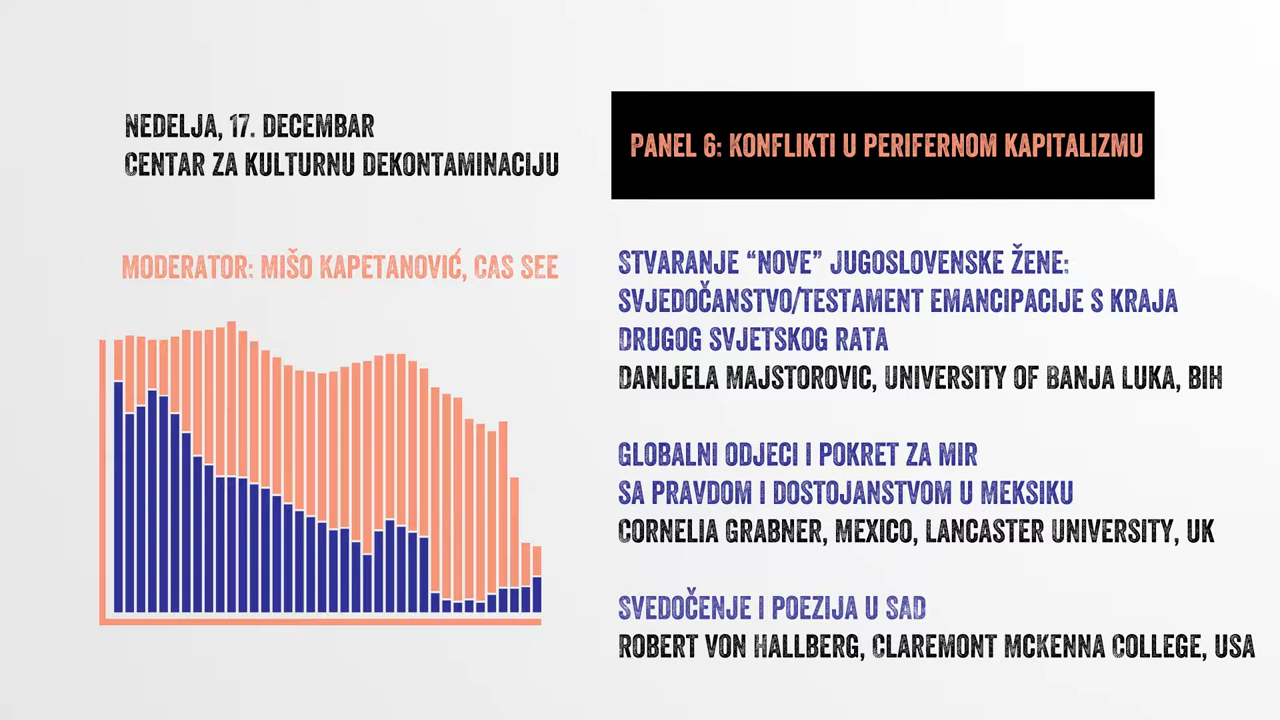 NEDELJA, 17. DECEMBAR
CENTAR ZA KULTURNU DEKONTAMINACIJU
MODERATOR: MIŠO KAPETANOVIĆ, CAS SEE
PANEL 6: KONFLIKTI U PERIFERNOM KAPITALIZMU
STVARANJE “NOVE” JUGOSLOVENSKE ŽENE:
SVJEDOČANSTVO/TESTAMENT EMANCIPACIJE S KRAJA
DRUGOG SVJETSKOG RATA
DANIJELA MAJSTOROVIC, UNIVERSITY OF BANJA LUKA, BIH
GLOBALNI ODJECI I POKRET ZA MIR
SA PRAVDOM I DOSTOJANSTVOM U MEKSIKU
CORNELIA GRABNER, MEXICO, LANCASTER UNIVERSITY, UK
SVEDOČENJE I POEZIJA U SAD
ROBERT VON HALLBERG, CLAREMONT MCKENNA COLLEGE, USA